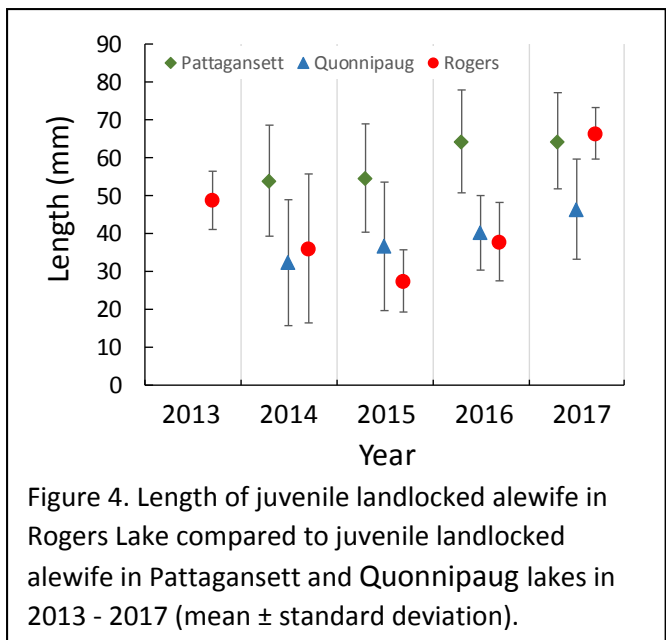 90
80
70
60
50
40
30
20
10
0
Length (mm)
Pattagansett Quonnipaug Rogers
2013 2014 2015 2016 2017
Year
Figure 4. Length of juvenile landlocked alewife in
Rogers Lake compared to juvenile landlocked
alewife in Pattagansett and Quonnipaug lakes in
2013 - 2017 (mean ± standard deviation).